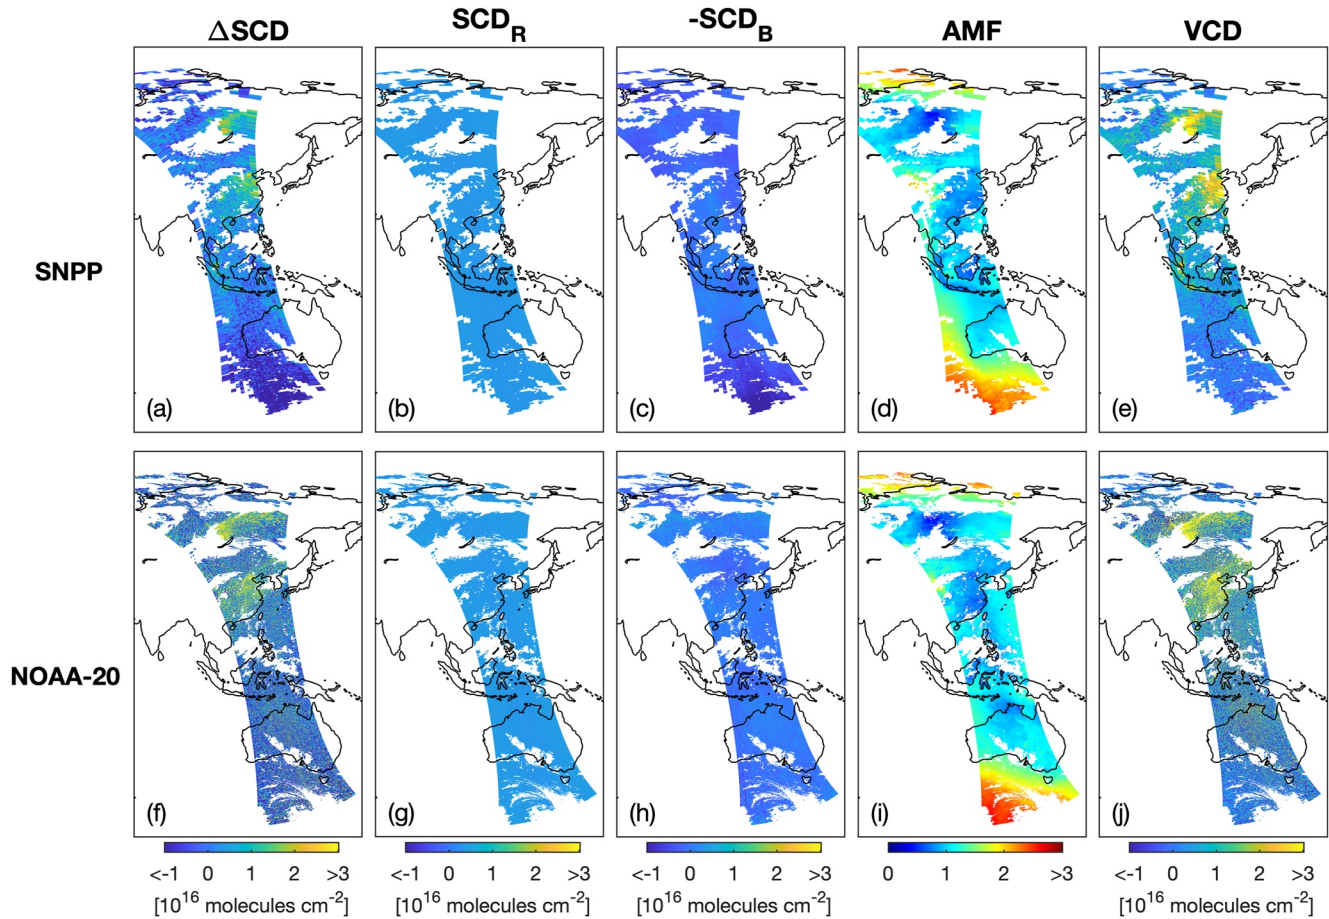 ΔSCD SCD_R -SCD_B AMF VCD
SNPP
(a) (b) (c) (d) (e)
NOAA-20
(f) (g) (h) (i) (j)
<-1 0 1 2 >3 <-1 0 1 2 >3 <-1 0 1 2 >3 0 1 2 >3 <-1 0 1 2 >3
[10^16 molecules cm^-2] [10^16 molecules cm^-2] [10^16 molecules cm^-2] [10^16 molecules cm^-2]